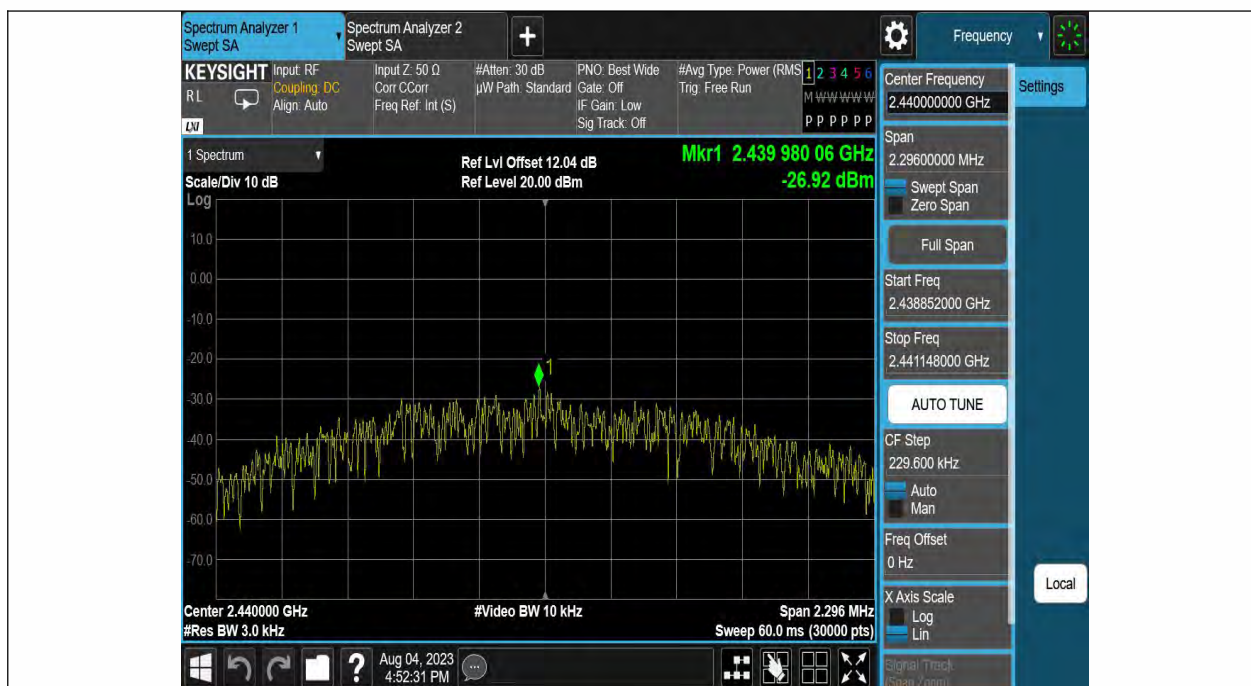 Spectrum Analyzer 1
Swept SA
Spectrum Analyzer 2
Swept SA
+
Frequency
KEYSIGHT
RL
LXI
Input: RF
Coupling: DC
Align: Auto
Input Z: 50 Ω
Corr CCorr
Freq Ref: Int (S)
#Atten: 30 dB
µW Path: Standard
PNO: Best Wide
Gate: Off
IF Gain: Low
Sig Track: Off
#Avg Type: Power (RMS
Trig: Free Run
1 2 3 4 5 6
M W W W W W
P P P P P P
1 Spectrum
Scale/Div 10 dB
Log
Ref Lvl Offset 12.04 dB
Ref Level 20.00 dBm
Mkr1 2.439 980 06 GHz
-26.92 dBm
10.0
0.00
-10.0
-20.0
-30.0
-40.0
-50.0
-60.0
-70.0
1
Center 2.440000 GHz
#Res BW 3.0 kHz
#Video BW 10 kHz
Span 2.296 MHz
Sweep 60.0 ms (30000 pts)
Center Frequency
2.440000000 GHz
Settings
Span
2.29600000 MHz
Swept Span
Zero Span
Full Span
Start Freq
2.438852000 GHz
Stop Freq
2.441148000 GHz
AUTO TUNE
CF Step
229.600 kHz
Auto
Man
Freq Offset
0 Hz
X Axis Scale
Log
Lin
Local
Signal Track
(Span Zoom)
?
Aug 04, 2023
4:52:31 PM